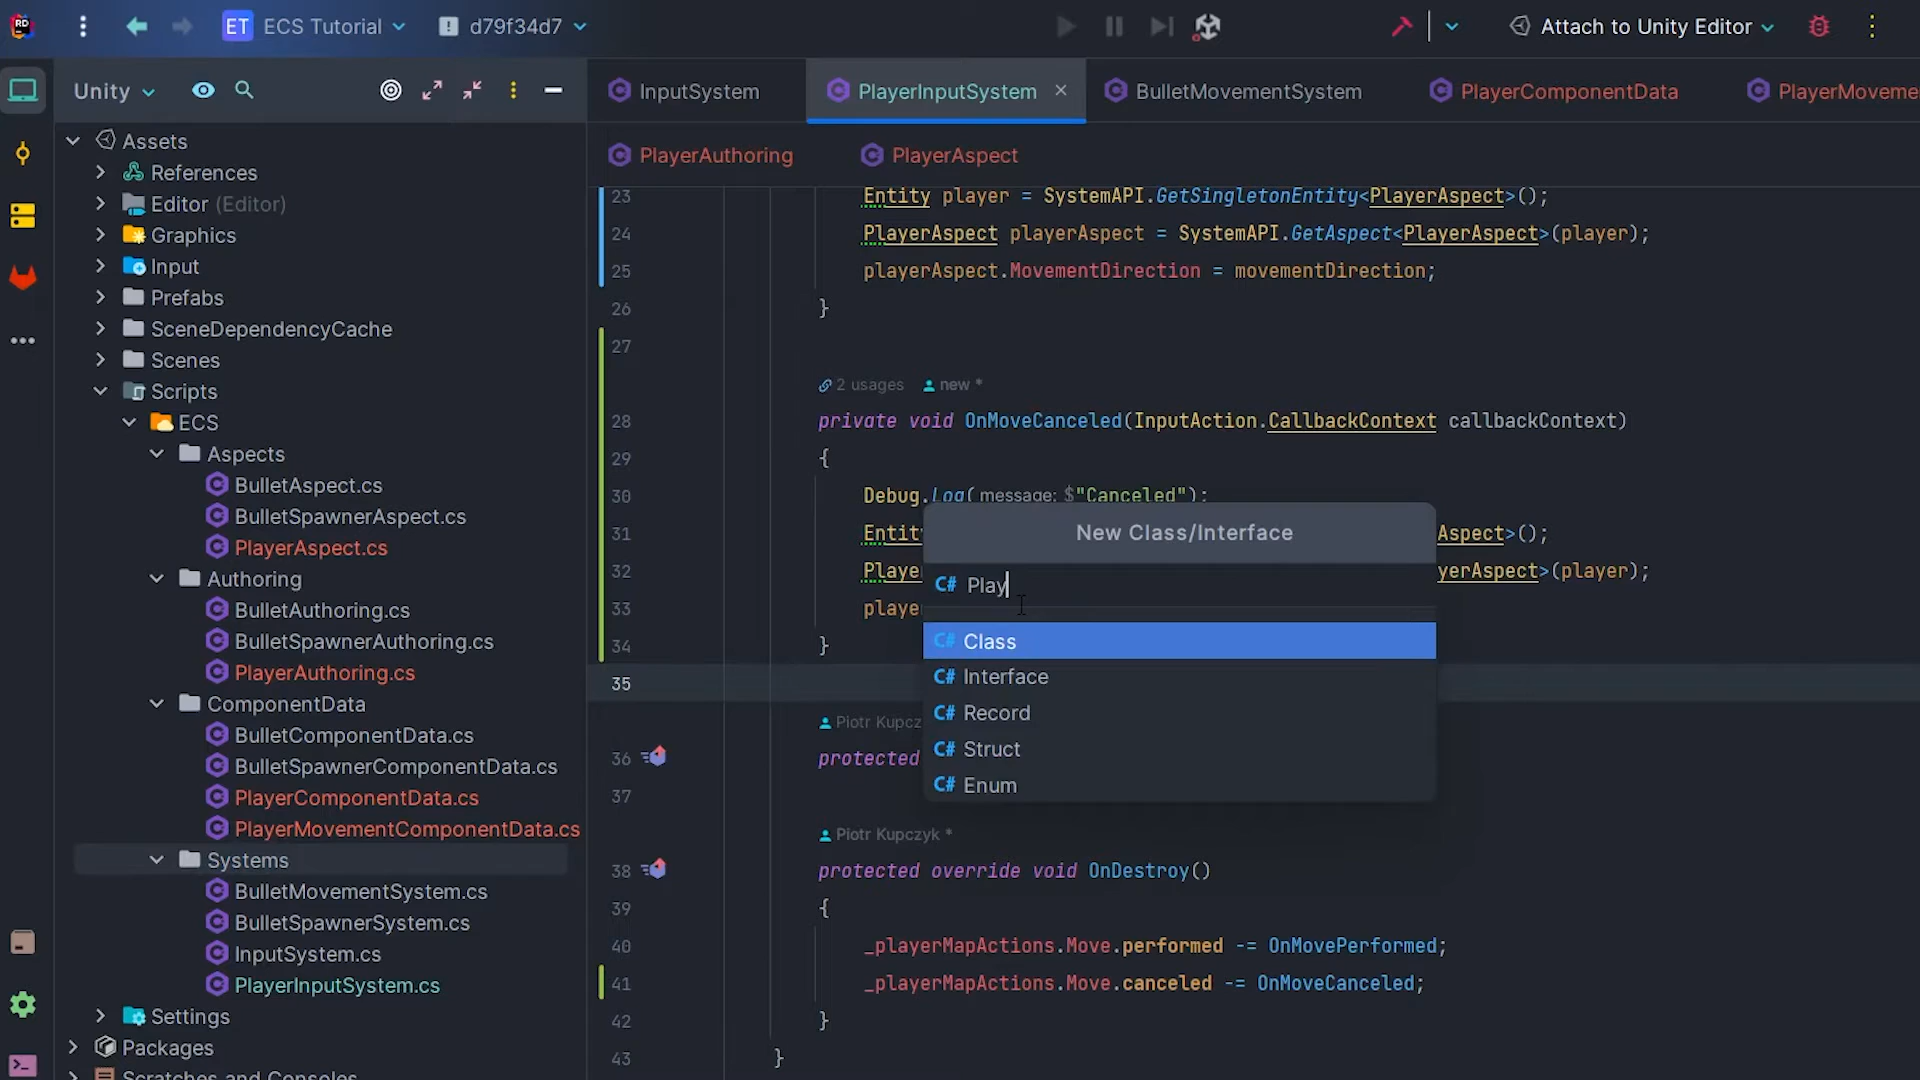 RD
ET ECS Tutorial
d79f34d7
Attach to Unity Editor
Unity
InputSystem
PlayerInputSystem
BulletMovementSystem
PlayerComponentData
PlayerMoveme
PlayerAuthoring
PlayerAspect
Assets
References
Editor (Editor)
Graphics
Input
Prefabs
SceneDependencyCache
Scenes
Scripts
ECS
Aspects
BulletAspect.cs
BulletSpawnerAspect.cs
PlayerAspect.cs
Authoring
BulletAuthoring.cs
BulletSpawnerAuthoring.cs
PlayerAuthoring.cs
ComponentData
BulletComponentData.cs
BulletSpawnerComponentData.cs
PlayerComponentData.cs
PlayerMovementComponentData.cs
Systems
BulletMovementSystem.cs
BulletSpawnerSystem.cs
InputSystem.cs
PlayerInputSystem.cs
Settings
Packages
Scratches and Consoles
23 Entity player = SystemAPI.GetSingletonEntity<PlayerAspect>();
24 PlayerAspect playerAspect = SystemAPI.GetAspect<PlayerAspect>(player);
25 playerAspect.MovementDirection = movementDirection;
26 }
27
2 usages new *
28 private void OnMoveCanceled(InputAction.CallbackContext callbackContext)
29 {
30 Debug.Log( message: $"Canceled");
31 Entit Aspect>();
32 Playe yerAspect>(player);
33 playe
34 }
35
Piotr Kupcz
36 protected
37
Piotr Kupczyk *
38 protected override void OnDestroy()
39 {
40 _playerMapActions.Move.performed -= OnMovePerformed;
41 _playerMapActions.Move.canceled -= OnMoveCanceled;
42 }
43 }
New Class/Interface
C# Play
C# Class
C# Interface
C# Record
C# Struct
C# Enum